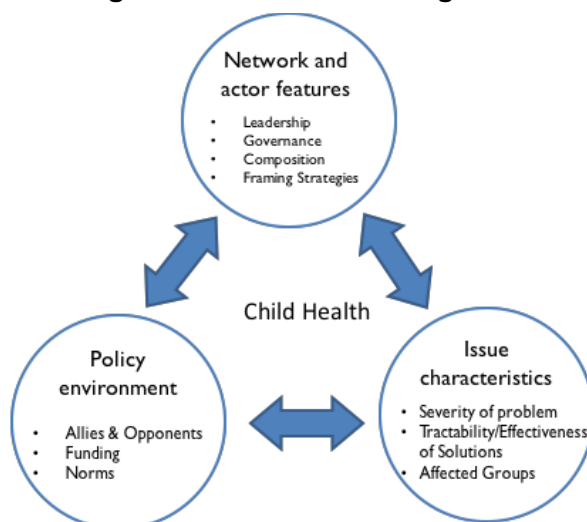 Network and
actor features
• Leadership
• Governance
• Composition
• Framing Strategies
Child Health
Policy
environment
• Allies & Opponents
• Funding
• Norms
Issue
characteristics
• Severity of problem
• Tractability/Effectiveness
of Solutions
• Affected Groups